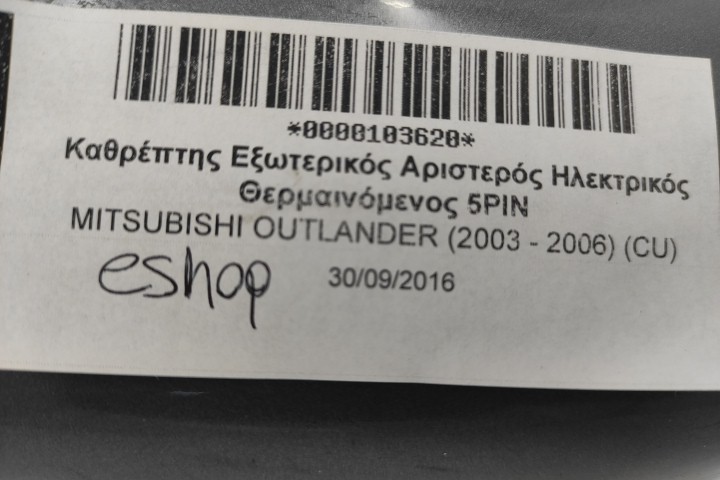 *0000103620*
Καθρέπτης Εξωτερικός Αριστερός Ηλεκτρικός
Θερμαινόμενος 5PIN
MITSUBISHI OUTLANDER (2003 - 2006) (CU)
eshop 30/09/2016